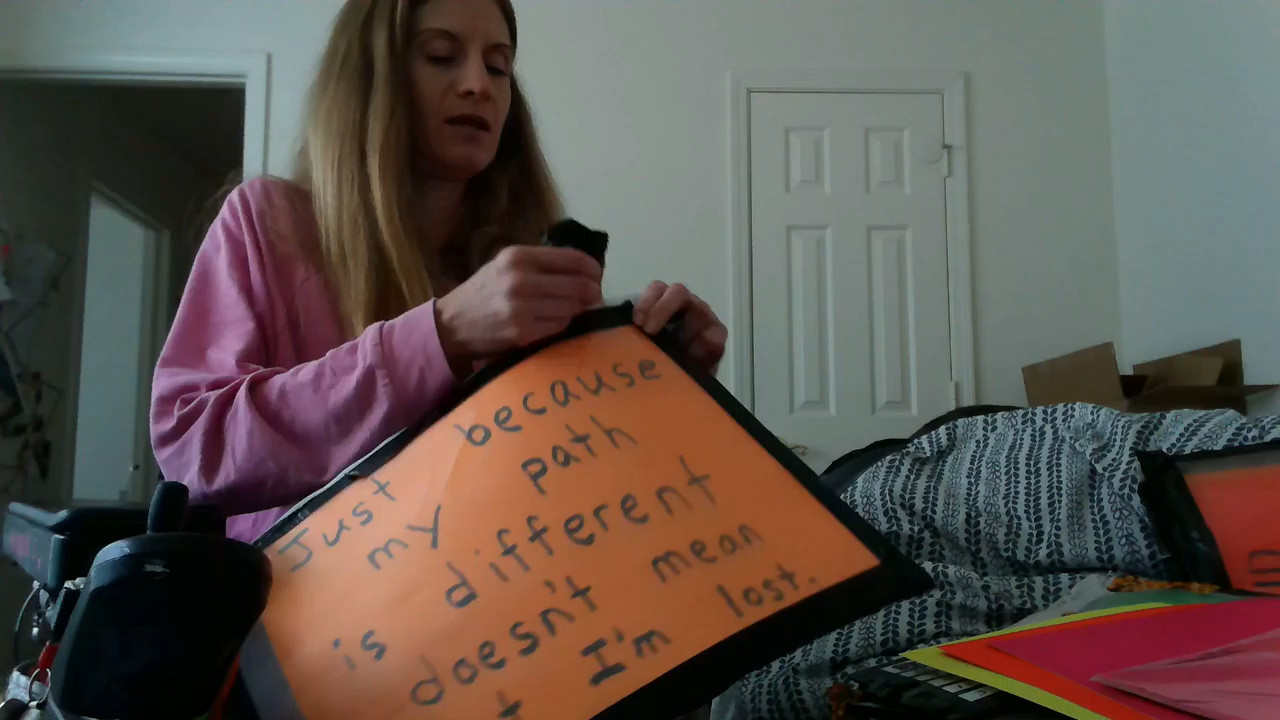 Just because
my path
is different
doesn't mean
I'm lost.